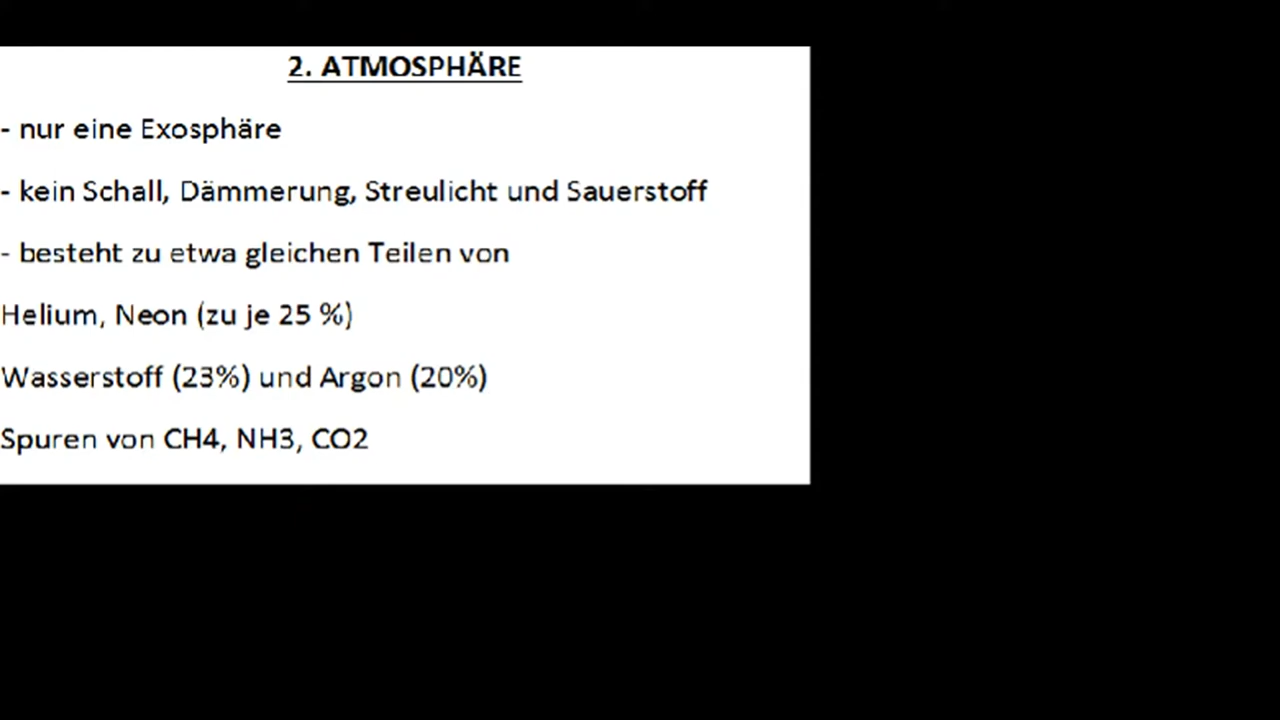 2. ATMOSPHÄRE
- nur eine Exosphäre
- kein Schall, Dämmerung, Streulicht und Sauerstoff
- besteht zu etwa gleichen Teilen von
Helium, Neon (zu je 25 %)
Wasserstoff (23%) und Argon (20%)
Spuren von CH4, NH3, CO2